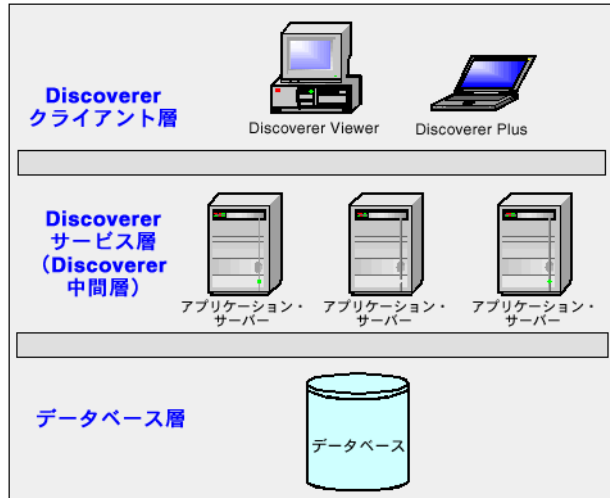 Discoverer
クライアント層
Discoverer Viewer
Discoverer Plus
Discoverer
サービス層
（Discoverer
中間層）
アプリケーション・
サーバー
アプリケーション・
サーバー
アプリケーション・
サーバー
データベース層
データベース